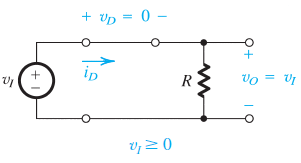 + v_D = 0 −
v_I
+
−
i_D
R
+
v_O = v_I
−
v_I ≥ 0